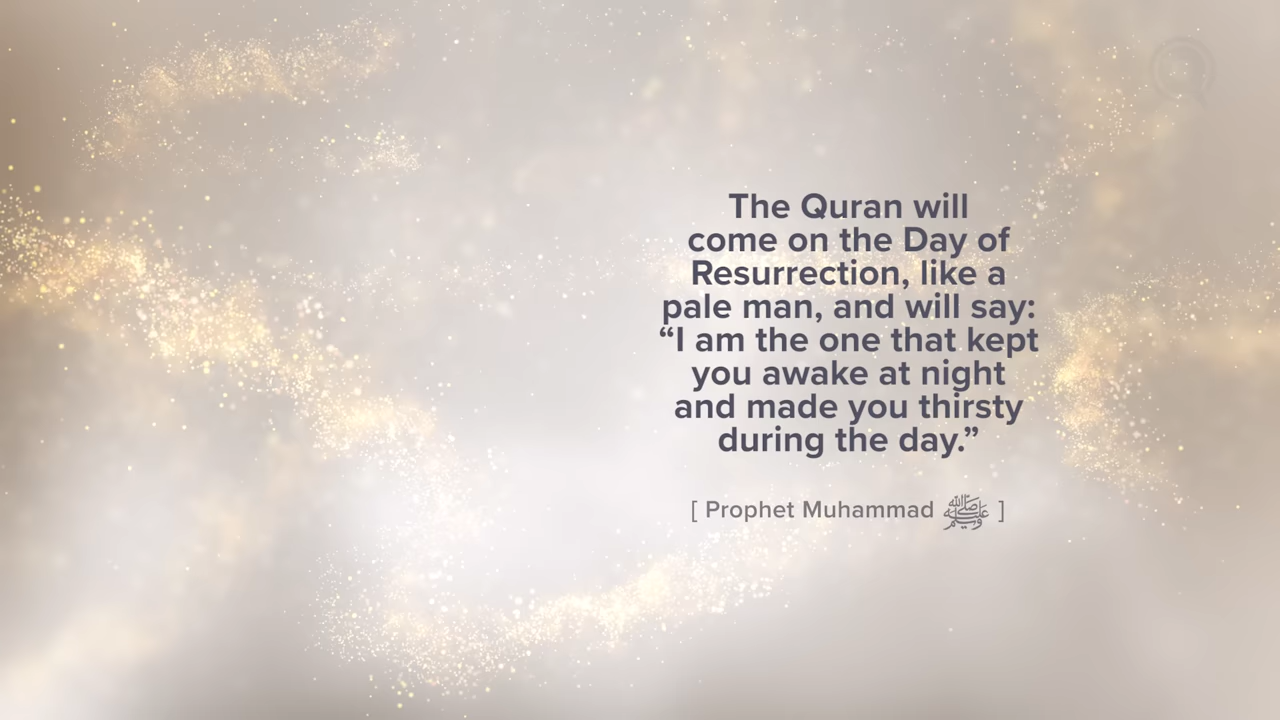 The Quran will
come on the Day of
Resurrection, like a
pale man, and will say:
“I am the one that kept
you awake at night
and made you thirsty
during the day.”
[ Prophet Muhammad ﷺ ]